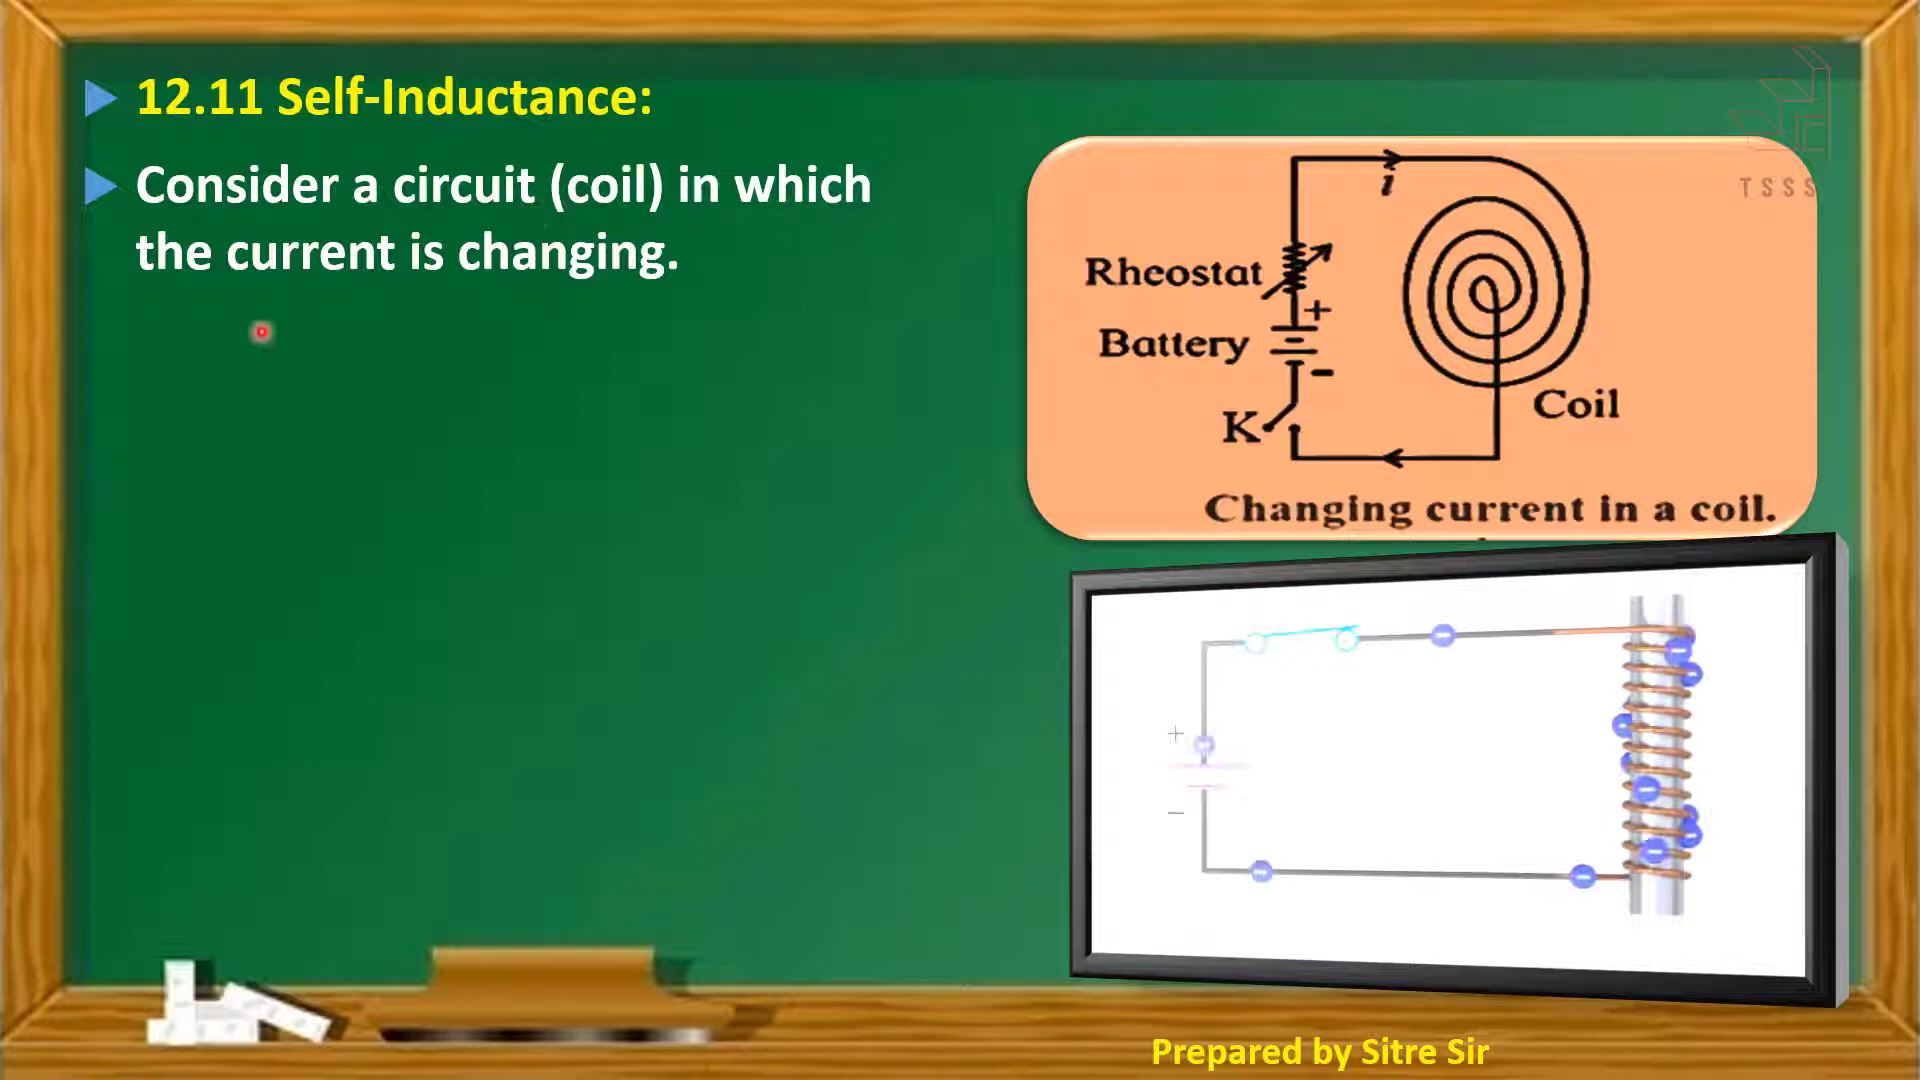 12.11 Self-Inductance:
Consider a circuit (coil) in which
the current is changing.
TSSS
i
Rheostat
+
Battery
-
K
Coil
Changing current in a coil.
+
−
Prepared by Sitre Sir